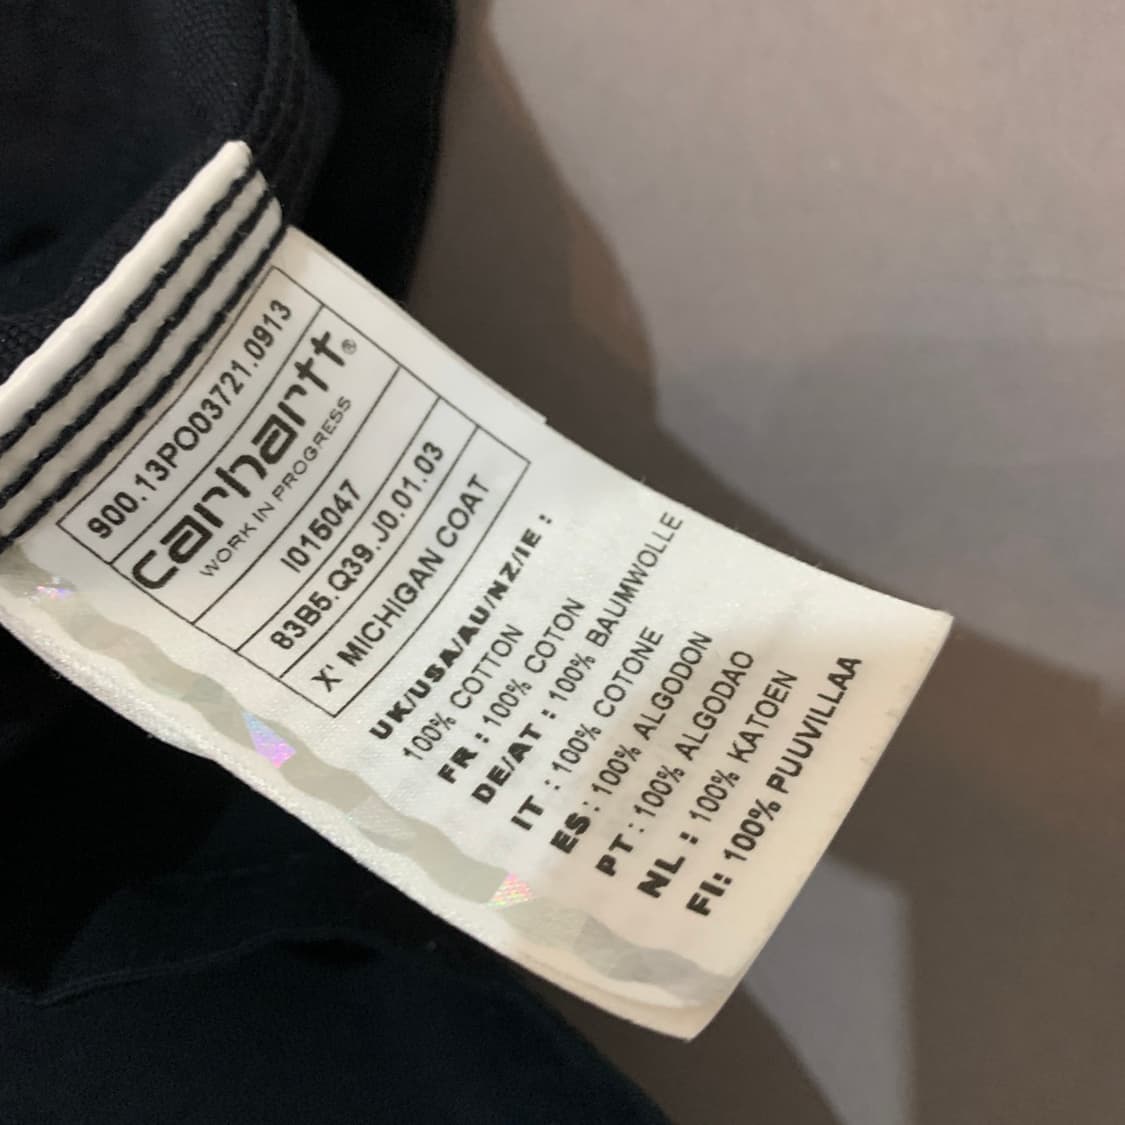 900.13PO03721.0913
carhartt®
WORK IN PROGRESS
I015047
83B5.Q39.J0.01.03
X' MICHIGAN COAT
UK/USA/AU/NZ/IE :
100% COTTON
FR : 100% COTON
DE/AT : 100% BAUMWOLLE
IT : 100% COTONE
ES : 100% ALGODON
PT : 100% ALGODAO
NL : 100% KATOEN
FI: 100% PUUVILLAA